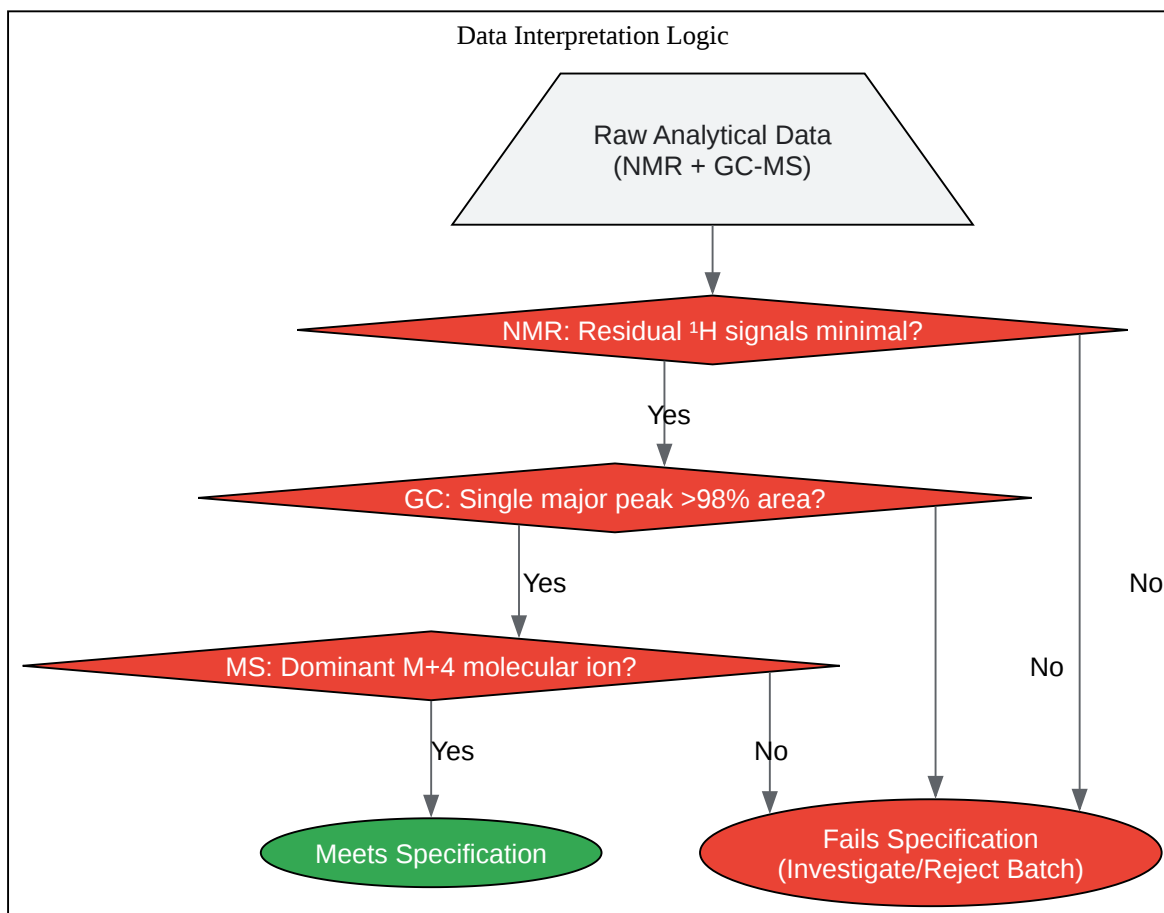 Data Interpretation Logic
Raw Analytical Data
(NMR + GC-MS)
NMR: Residual ¹H signals minimal?
Yes
GC: Single major peak >98% area?
Yes
No
MS: Dominant M+4 molecular ion?
No
Yes
No
Meets Specification
Fails Specification
(Investigate/Reject Batch)